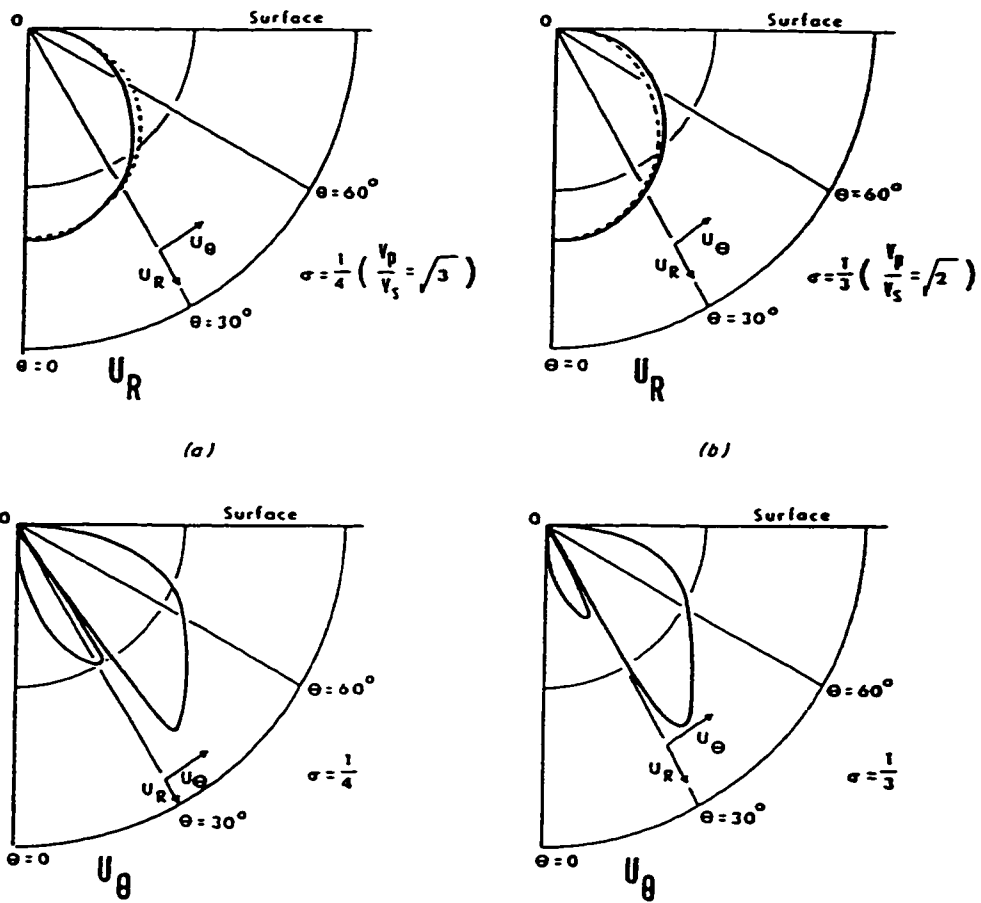 O Surface
θ=60°
U_θ
U_R
σ=1/4 (V_p/V_s=√3)
θ=30°
θ=0
U_R
(a)
O Surface
θ=60°
U_θ
U_R
σ=1/3 (V_p/V_s=√2)
θ=30°
θ=0
U_R
(b)
O Surface
θ=60°
U_θ
U_R
σ=1/4
θ=30°
θ=0
U_θ
O Surface
θ=60°
U_θ
U_R
σ=1/3
θ=30°
θ=0
U_θ